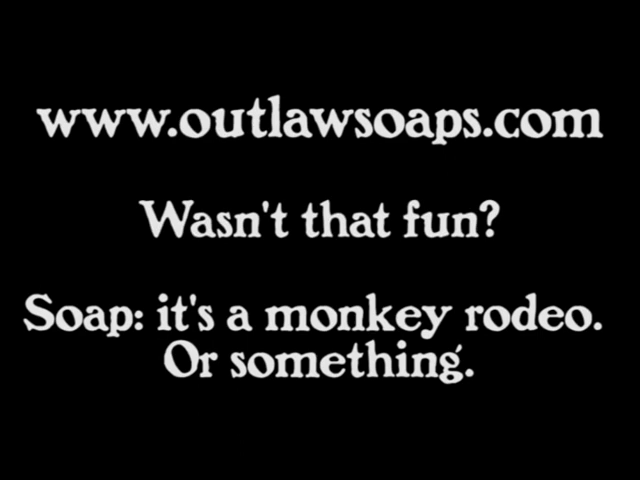 www.outlawsoaps.com
Wasn't that fun?
Soap: it's a monkey rodeo.
Or something.